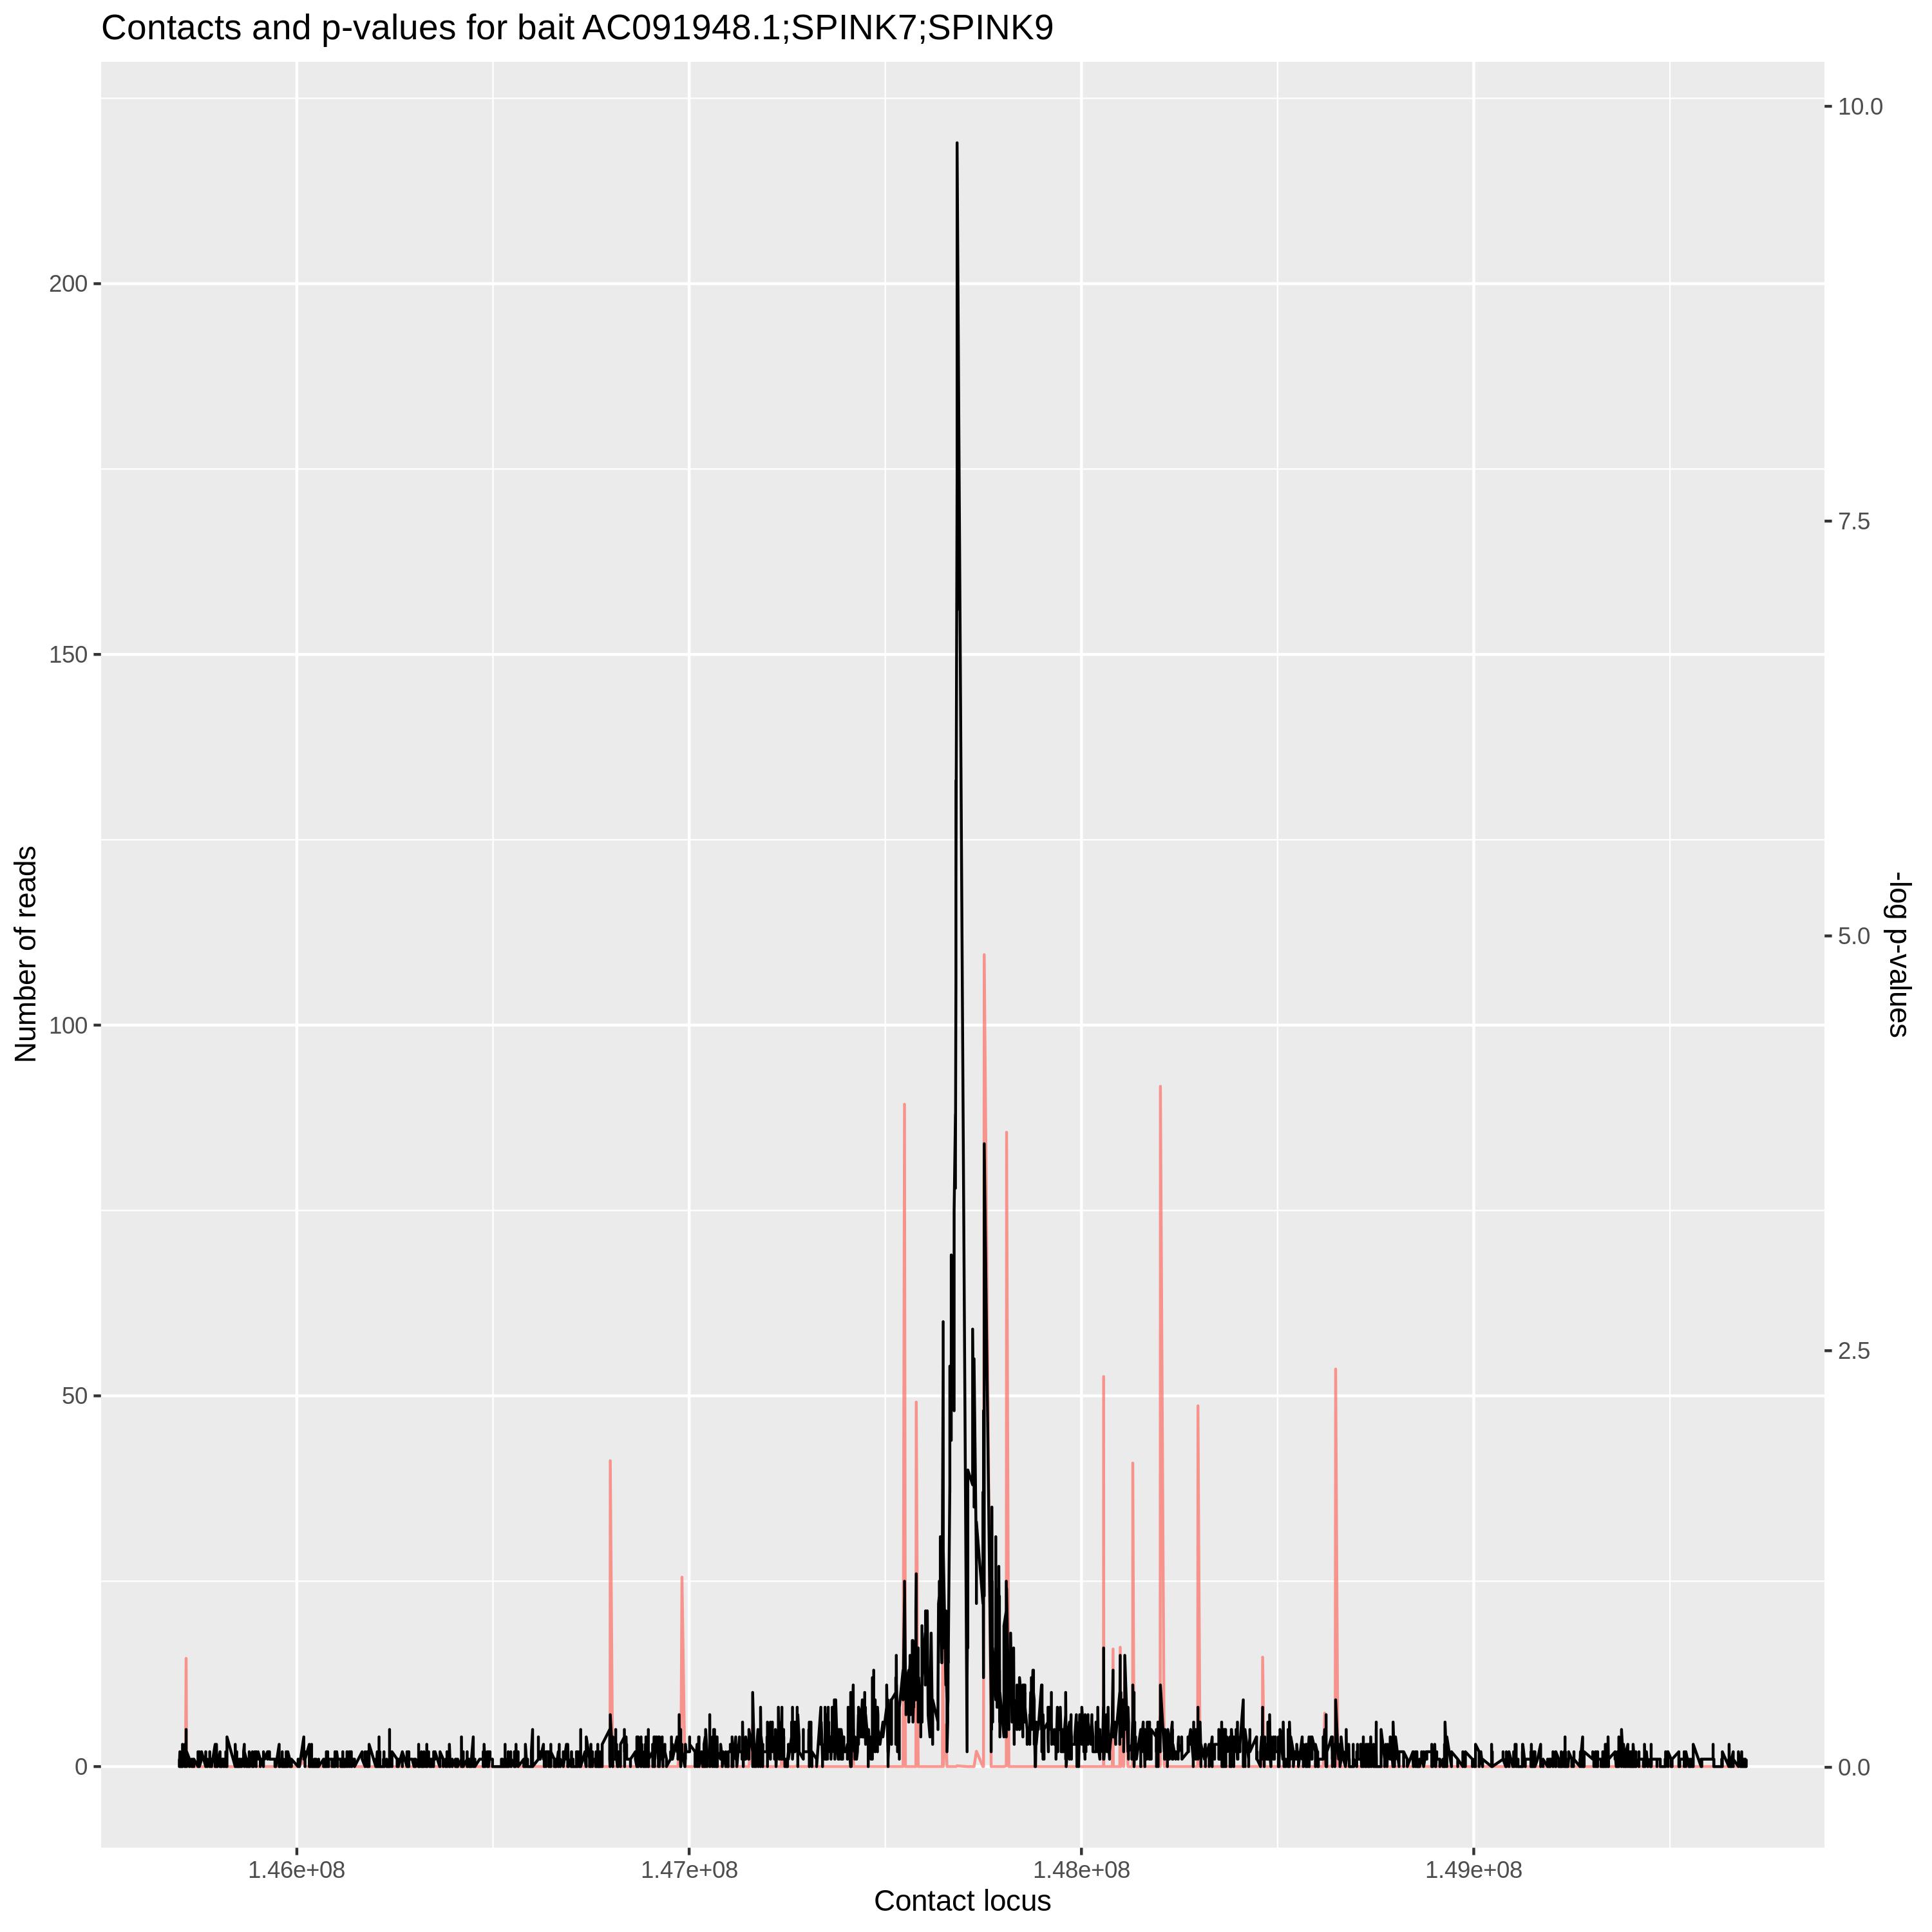 Contacts and p-values for bait AC091948.1;SPINK7;SPINK9
200
150
100
50
0
Number of reads
10.0
7.5
5.0
2.5
0.0
-log p-values
1.46e+08
1.47e+08
1.48e+08
1.49e+08
Contact locus